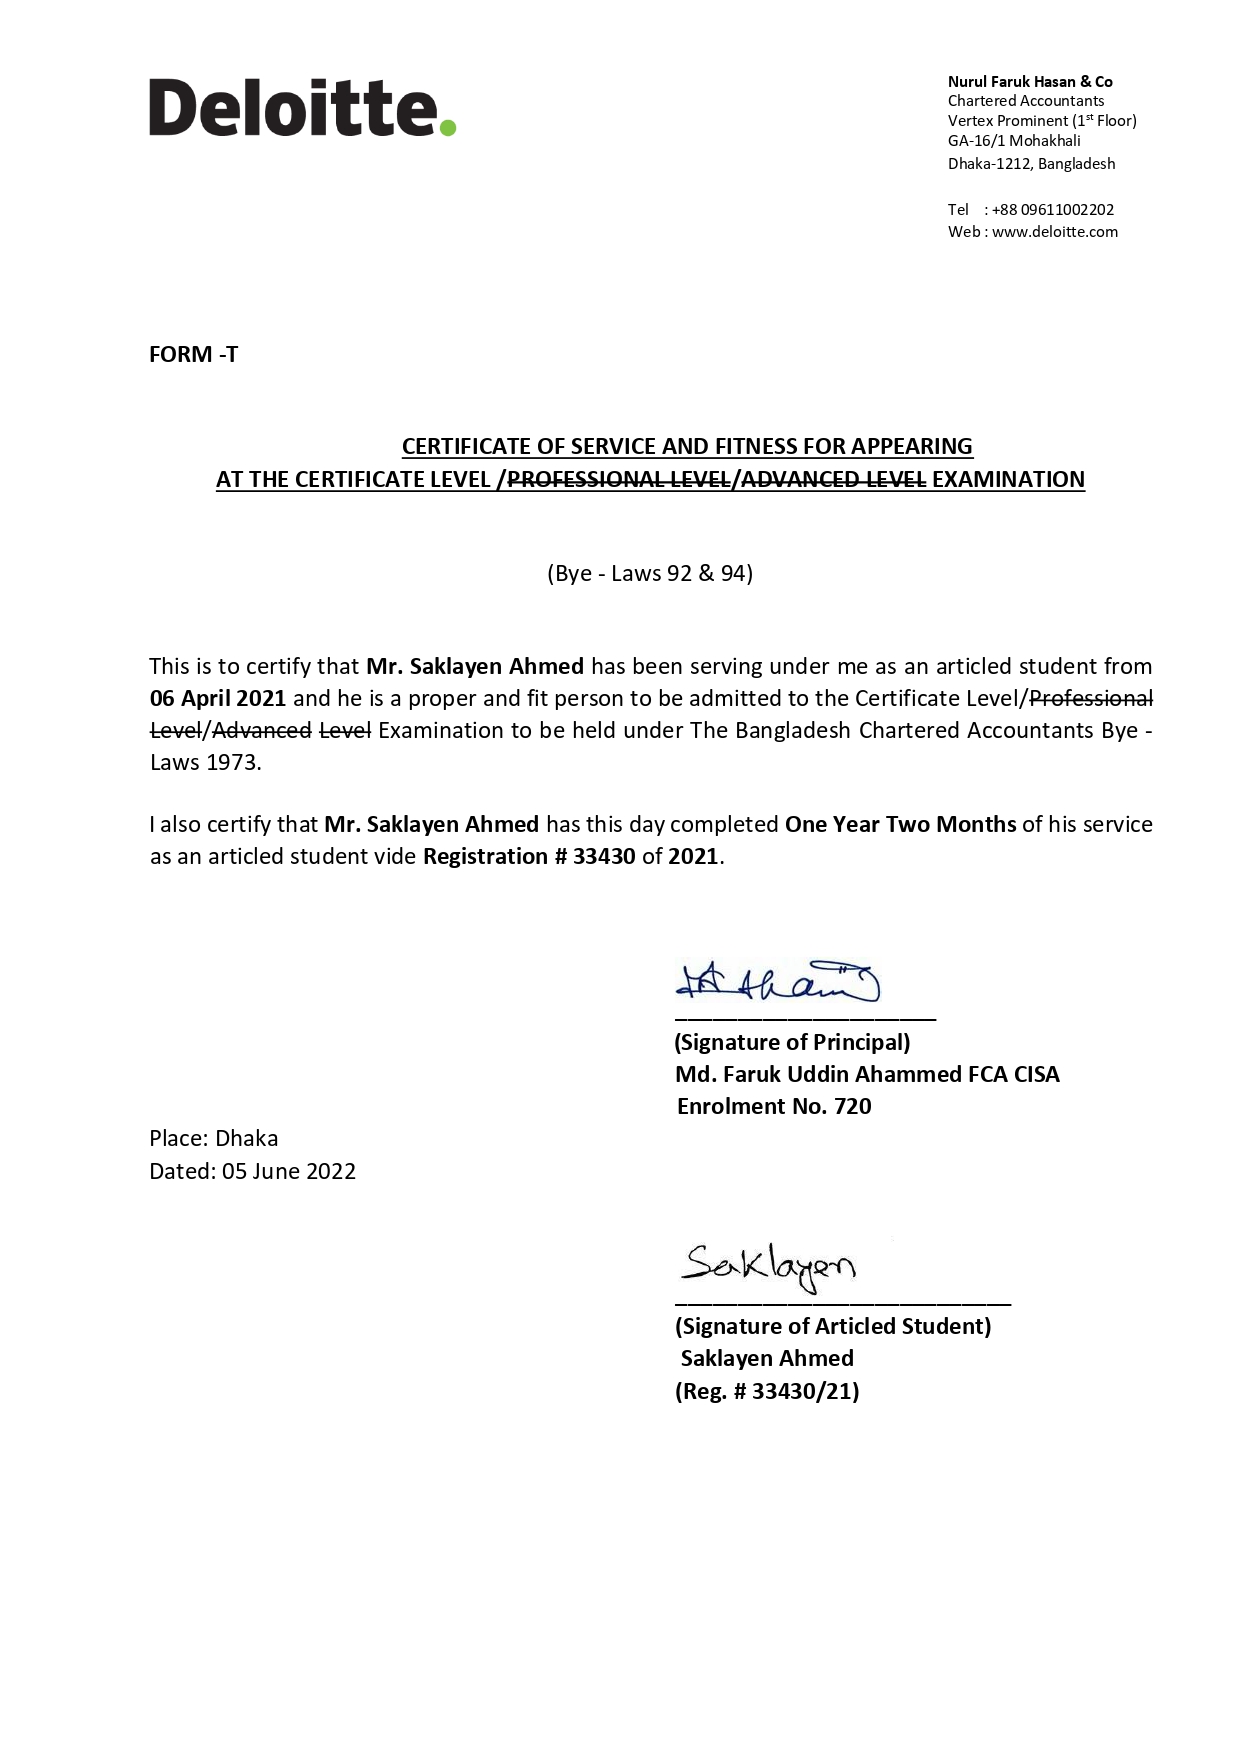 Deloitte.
Nurul Faruk Hasan & Co
Chartered Accountants
Vertex Prominent (1st Floor)
GA-16/1 Mohakhali
Dhaka-1212, Bangladesh
Tel : +88 09611002202
Web : www.deloitte.com
FORM -T
CERTIFICATE OF SERVICE AND FITNESS FOR APPEARING
AT THE CERTIFICATE LEVEL /PROFESSIONAL LEVEL/ADVANCED LEVEL EXAMINATION
(Bye - Laws 92 & 94)
This is to certify that Mr. Saklayen Ahmed has been serving under me as an articled student from
06 April 2021 and he is a proper and fit person to be admitted to the Certificate Level/Professional
Level/Advanced Level Examination to be held under The Bangladesh Chartered Accountants Bye -
Laws 1973.
I also certify that Mr. Saklayen Ahmed has this day completed One Year Two Months of his service
as an articled student vide Registration # 33430 of 2021.
(Signature of Principal)
Md. Faruk Uddin Ahammed FCA CISA
Enrolment No. 720
Place: Dhaka
Dated: 05 June 2022
Saklayen
(Signature of Articled Student)
Saklayen Ahmed
(Reg. # 33430/21)